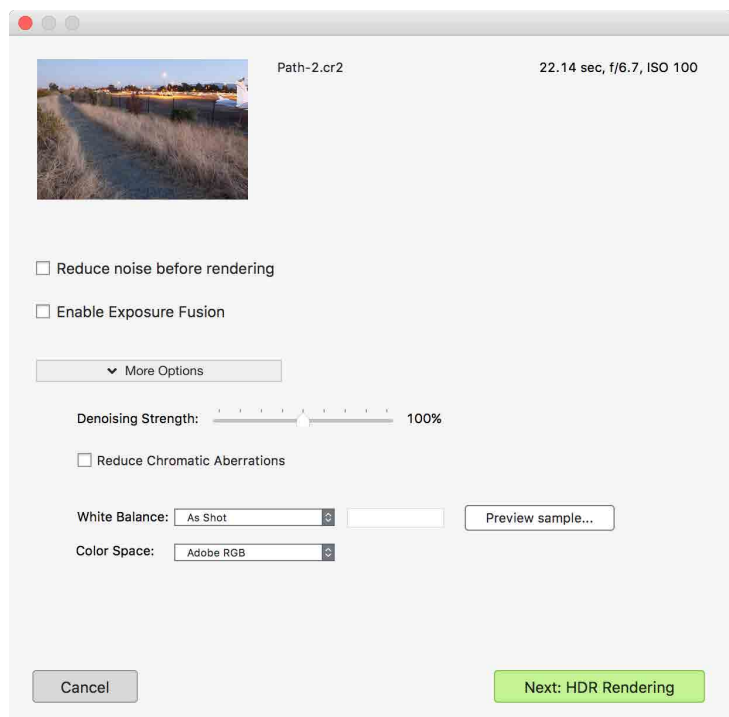 Path-2.cr2
22.14 sec, f/6.7, ISO 100
Reduce noise before rendering
Enable Exposure Fusion
More Options
Denoising Strength: 100%
Reduce Chromatic Aberrations
White Balance: As Shot Preview sample...
Color Space: Adobe RGB
Cancel Next: HDR Rendering